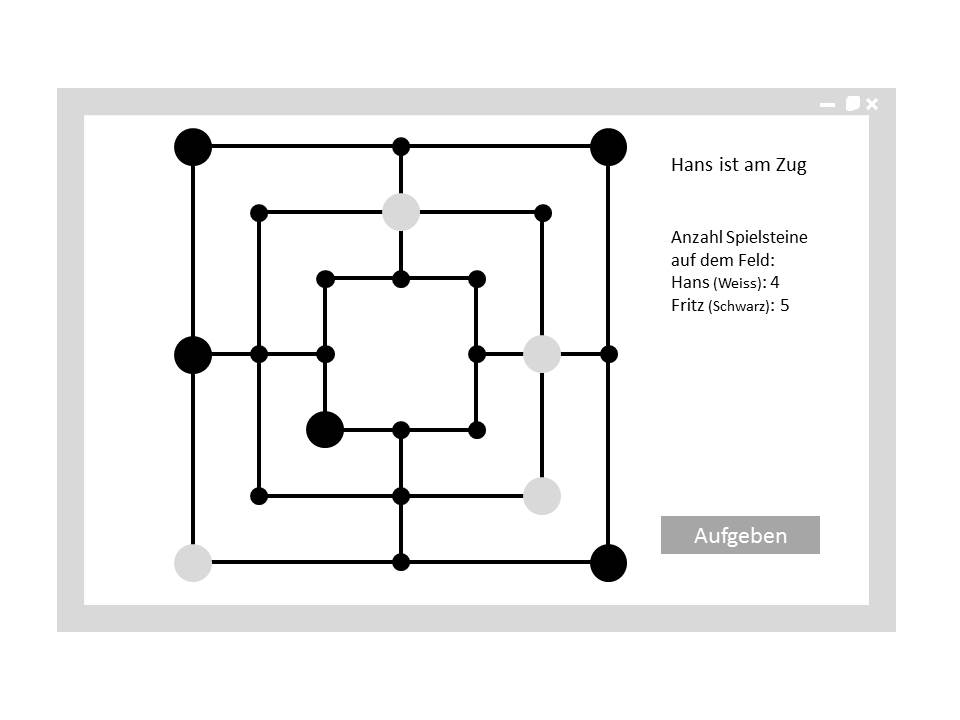 Hans ist am Zug
Anzahl Spielsteine
auf dem Feld:
Hans (Weiss): 4
Fritz (Schwarz): 5
Aufgeben